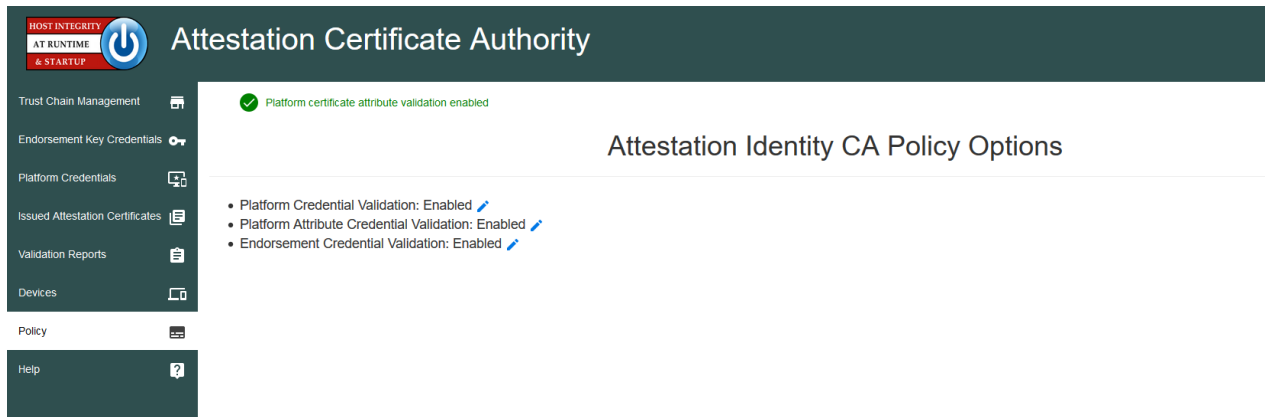 HOST INTEGRITY
AT RUNTIME
& STARTUP
Attestation Certificate Authority
Trust Chain Management
Endorsement Key Credentials
Platform Credentials
Issued Attestation Certificates
Validation Reports
Devices
Policy
Help
Platform certificate attribute validation enabled
Attestation Identity CA Policy Options
• Platform Credential Validation: Enabled
• Platform Attribute Credential Validation: Enabled
• Endorsement Credential Validation: Enabled